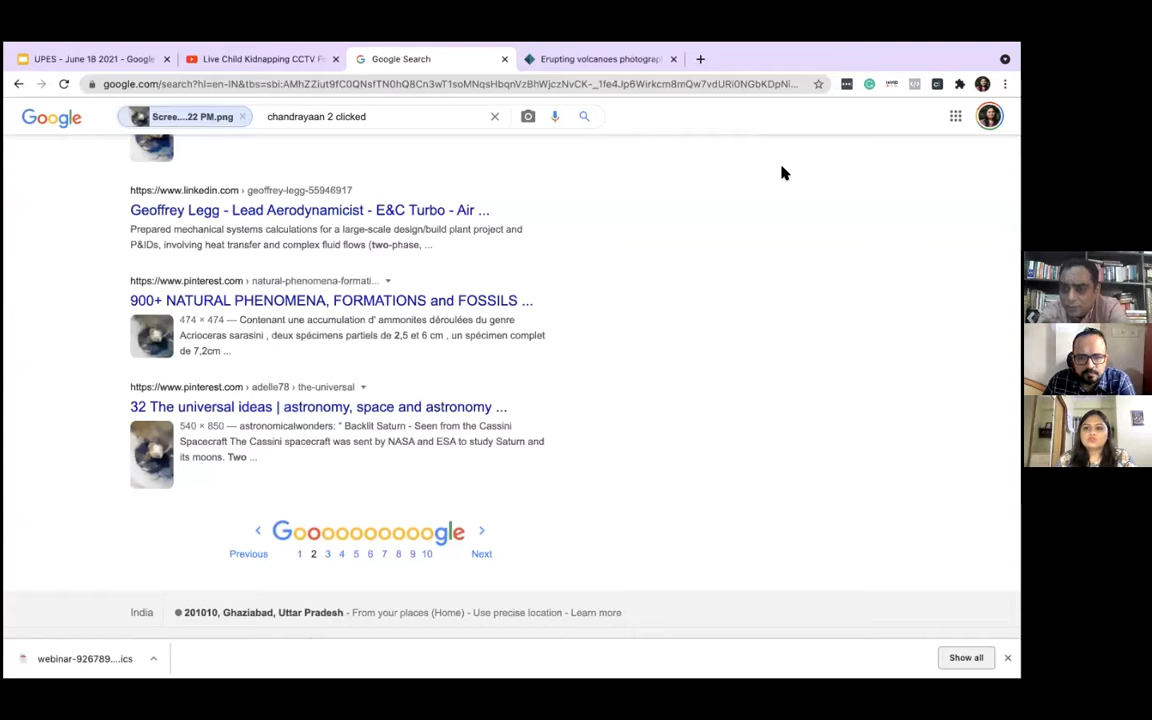 UPES - June 18 2021 - Google
Live Child Kidnapping CCTV F
Google Search
Erupting volcanoes photograp
google.com/search?hl=en-IN&tbs=sbi:AMhZZiut9fC0QNsfTN0hQ8Cn3wT1soMNqsHbqnVzBhWjczNvCK-_1fe4Jp6Wirkcm8mQw7vdURi0NGbKDpNi...
Google
Scree....22 PM.png
chandrayaan 2 clicked
https://www.linkedin.com › geoffrey-legg-55946917
Geoffrey Legg - Lead Aerodynamicist - E&C Turbo - Air ...
Prepared mechanical systems calculations for a large-scale design/build plant project and
P&IDs, involving heat transfer and complex fluid flows (two-phase, ...
https://www.pinterest.com › natural-phenomena-formati...
900+ NATURAL PHENOMENA, FORMATIONS and FOSSILS ...
474 × 474 — Contenant une accumulation d' ammonites déroulées du genre
Acrioceras sarasini , deux spécimens partiels de 2,5 et 6 cm , un spécimen complet
de 7,2cm ...
https://www.pinterest.com › adelle78 › the-universal
32 The universal ideas | astronomy, space and astronomy ...
540 × 850 — astronomicalwonders: " Backlit Saturn - Seen from the Cassini
Spacecraft The Cassini spacecraft was sent by NASA and ESA to study Saturn and
its moons. Two ...
Goooooooooogle
Previous 1 2 3 4 5 6 7 8 9 10 Next
India
201010, Ghaziabad, Uttar Pradesh - From your places (Home) - Use precise location - Learn more
webinar-926789....ics
Show all